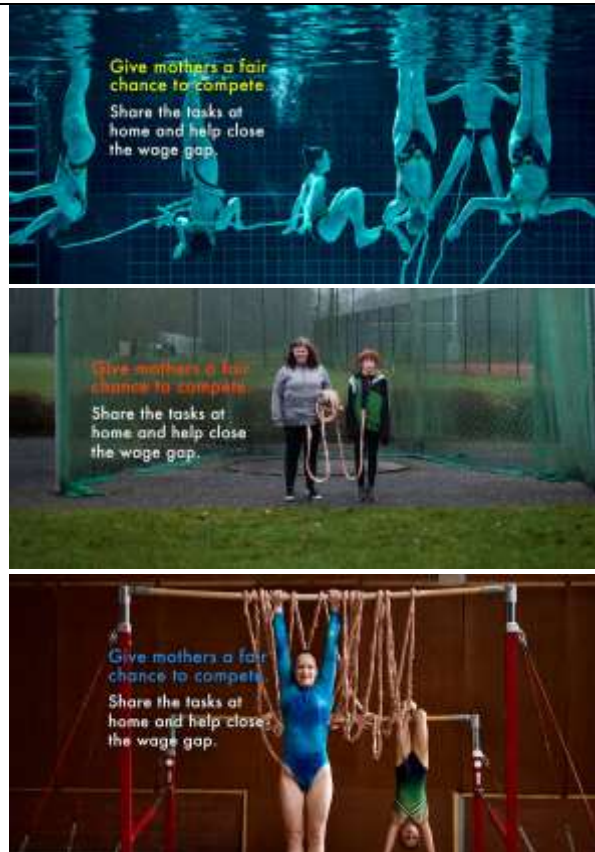 Give mothers a fair
chance to compete
Share the tasks at
home and help close
the wage gap.
Give mothers a fair
chance to compete
Share the tasks at
home and help close
the wage gap.
Give mothers a fair
chance to compete
Share the tasks at
home and help close
the wage gap.